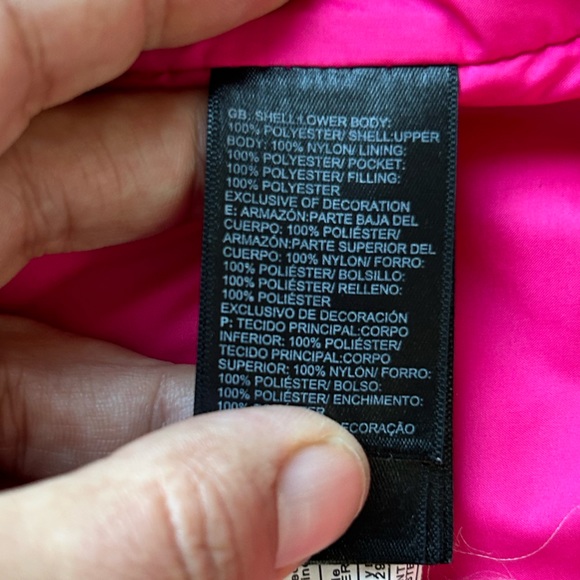 GB: SHELL:LOWER BODY:
100% POLYESTER/ SHELL:UPPER
BODY: 100% NYLON/ LINING:
100% POLYESTER/ POCKET:
100% POLYESTER/ FILLING:
100% POLYESTER
EXCLUSIVE OF DECORATION
E: ARMAZÓN:PARTE BAJA DEL
CUERPO: 100% POLIÉSTER/
ARMAZÓN:PARTE SUPERIOR DEL
CUERPO: 100% NYLON/ FORRO:
100% POLIÉSTER/ BOLSILLO:
100% POLIÉSTER/ RELLENO:
100% POLIÉSTER
EXCLUSIVO DE DECORACIÓN
P: TECIDO PRINCIPAL:CORPO
INFERIOR: 100% POLIÉSTER/
TECIDO PRINCIPAL:CORPO
SUPERIOR: 100% NYLON/ FORRO:
100% POLIÉSTER/ BOLSO:
100% POLIÉSTER/ ENCHIMENTO:
100%